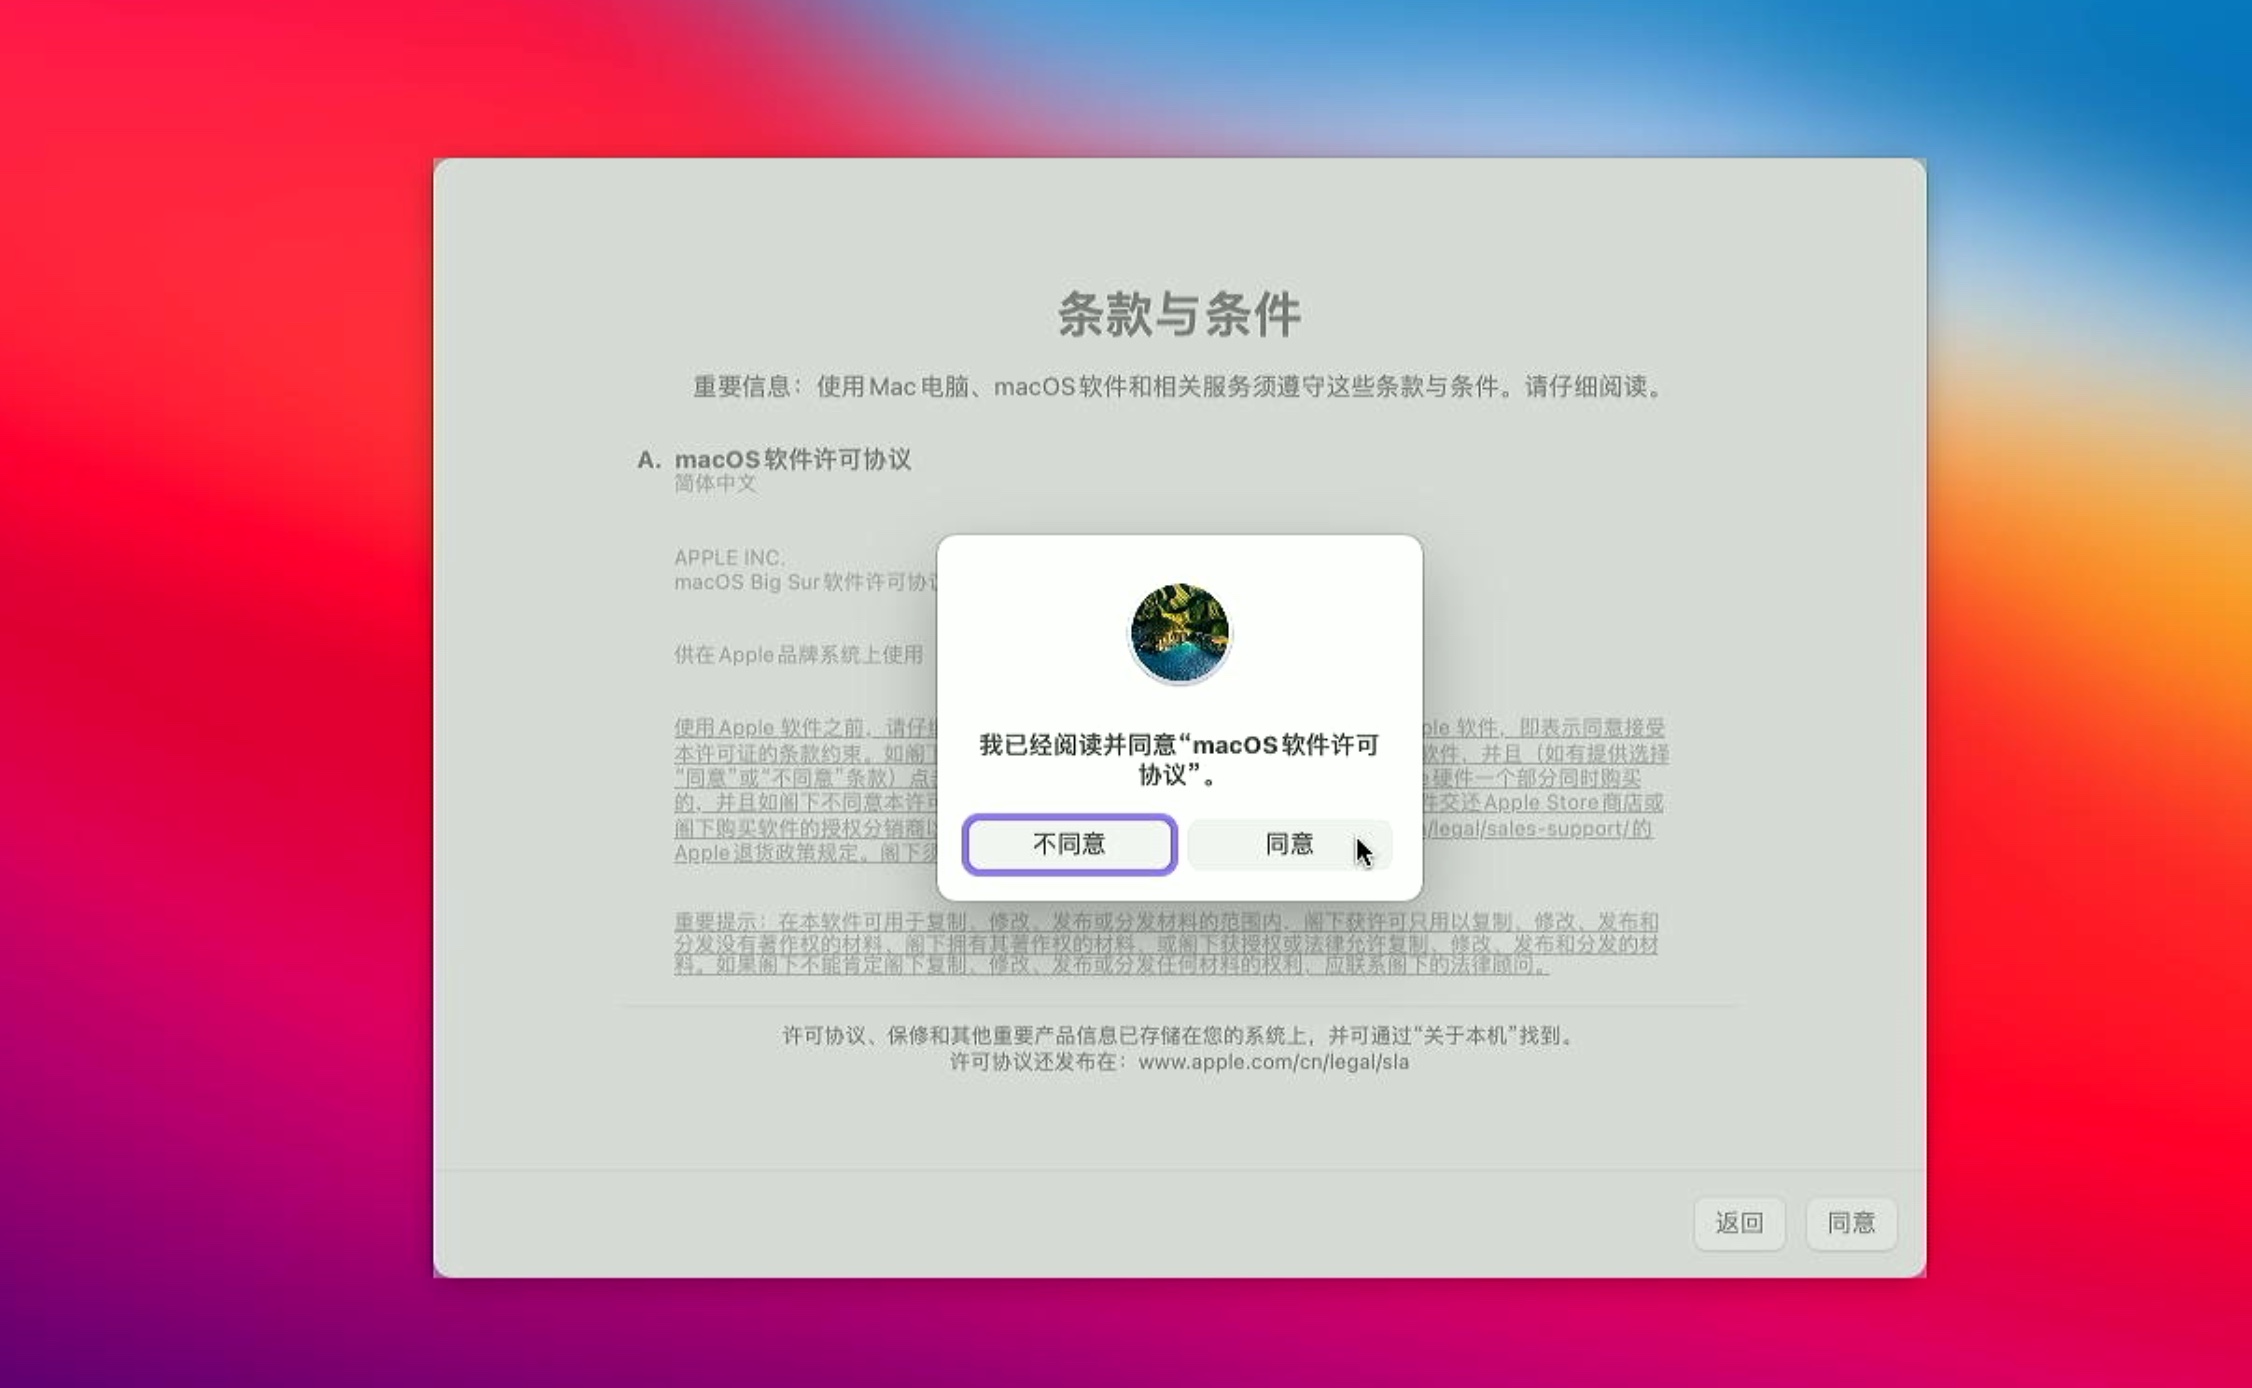 条款与条件
重要信息：使用Mac电脑、macOS软件和相关服务须遵守这些条款与条件。请仔细阅读。
A. macOS软件许可协议
简体中文
APPLE INC.
macOS Big Sur软件许可协议
供在Apple品牌系统上使用
使用Apple 软件之前，请仔细
ple 软件，即表示同意接受
本许可证的条款约束。如阁下
软件，并且（如有提供选择
“同意”或“不同意”条款）点击
硬件一个部分同时购买
的，并且如阁下不同意本许可
件交还Apple Store商店或
阁下购买软件的授权分销商以
/legal/sales-support/的
Apple退货政策规定。阁下须
我已经阅读并同意“macOS软件许可
协议”。
不同意
同意
重要提示：在本软件可用于复制、修改、发布或分发材料的范围内，阁下获许可只用以复制、修改、发布和
分发没有著作权的材料、阁下拥有其著作权的材料，或阁下获授权或法律允许复制、修改、发布和分发的材
料。如果阁下不能肯定阁下复制、修改、发布或分发任何材料的权利，应联系阁下的法律顾问。
许可协议、保修和其他重要产品信息已存储在您的系统上，并可通过“关于本机”找到。
许可协议还发布在：www.apple.com/cn/legal/sla
返回
同意